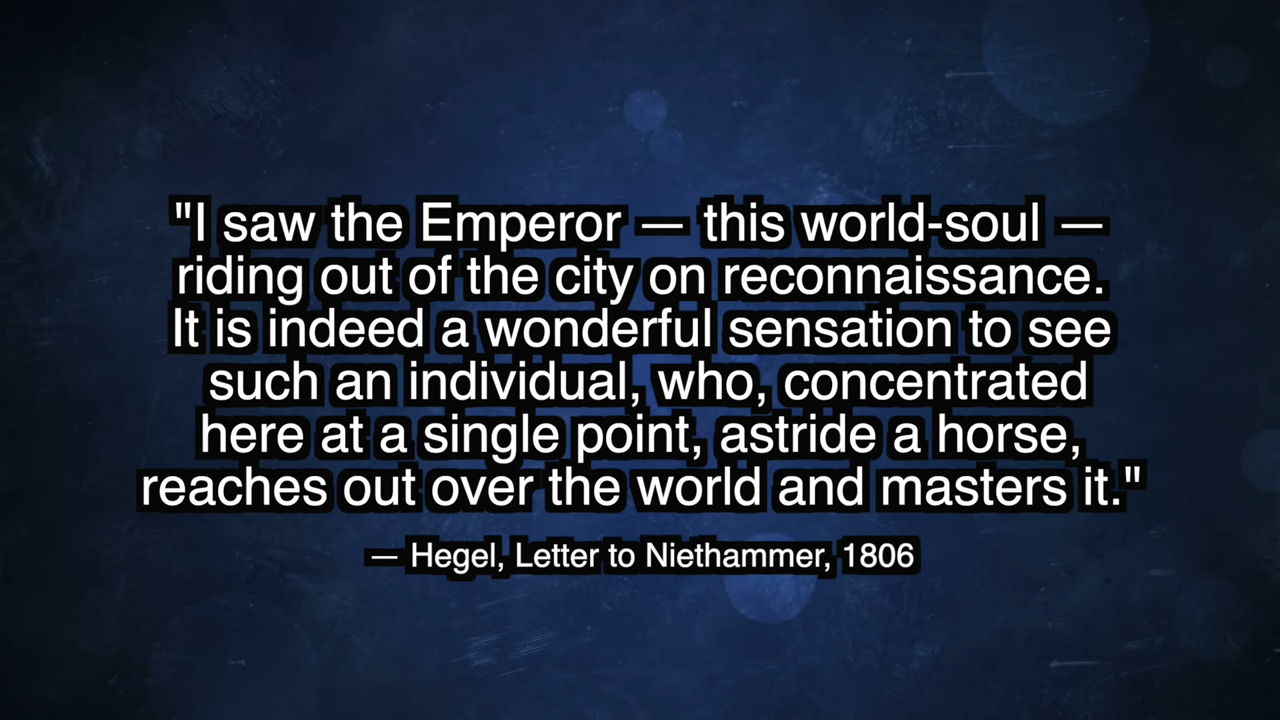 "I saw the Emperor — this world-soul —
riding out of the city on reconnaissance.
It is indeed a wonderful sensation to see
such an individual, who, concentrated
here at a single point, astride a horse,
reaches out over the world and masters it."
— Hegel, Letter to Niethammer, 1806